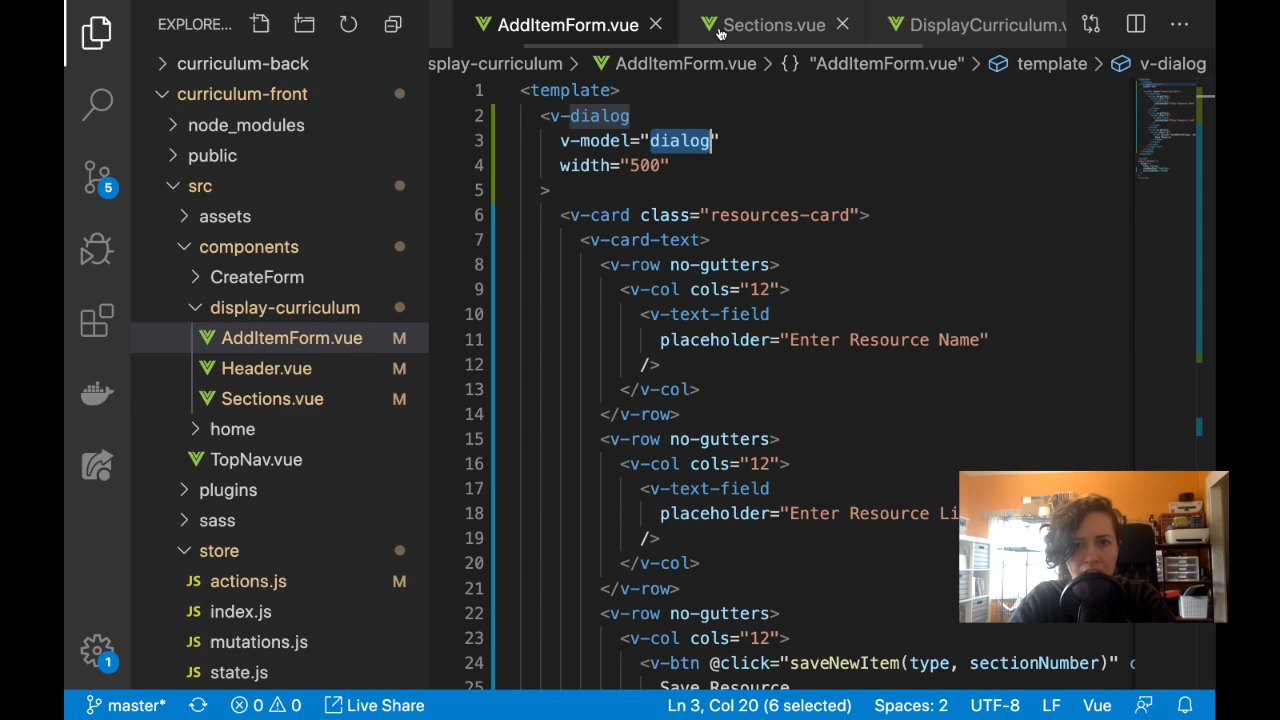 EXPLORE...
AddItemForm.vue
Sections.vue
DisplayCurriculum.v
splay-curriculum > AddItemForm.vue > {} "AddItemForm.vue" > template > v-dialog
curriculum-back
curriculum-front
node_modules
public
src
assets
components
CreateForm
display-curriculum
AddItemForm.vue M
Header.vue M
Sections.vue M
home
TopNav.vue
plugins
sass
store
JS actions.js M
JS index.js
JS mutations.js
JS state.js
5
1
1 <template>
2 <v-dialog
3 v-model="dialog"
4 width="500"
5 >
6 <v-card class="resources-card">
7 <v-card-text>
8 <v-row no-gutters>
9 <v-col cols="12">
10 <v-text-field
11 placeholder="Enter Resource Name"
12 />
13 </v-col>
14 </v-row>
15 <v-row no-gutters>
16 <v-col cols="12">
17 <v-text-field
18 placeholder="Enter Resource Li
19 />
20 </v-col>
21 </v-row>
22 <v-row no-gutters>
23 <v-col cols="12">
24 <v-btn @click="saveNewItem(type, sectionNumber)" c
25 Save Resource
master* 0 0 Live Share Ln 3, Col 20 (6 selected) Spaces: 2 UTF-8 LF Vue